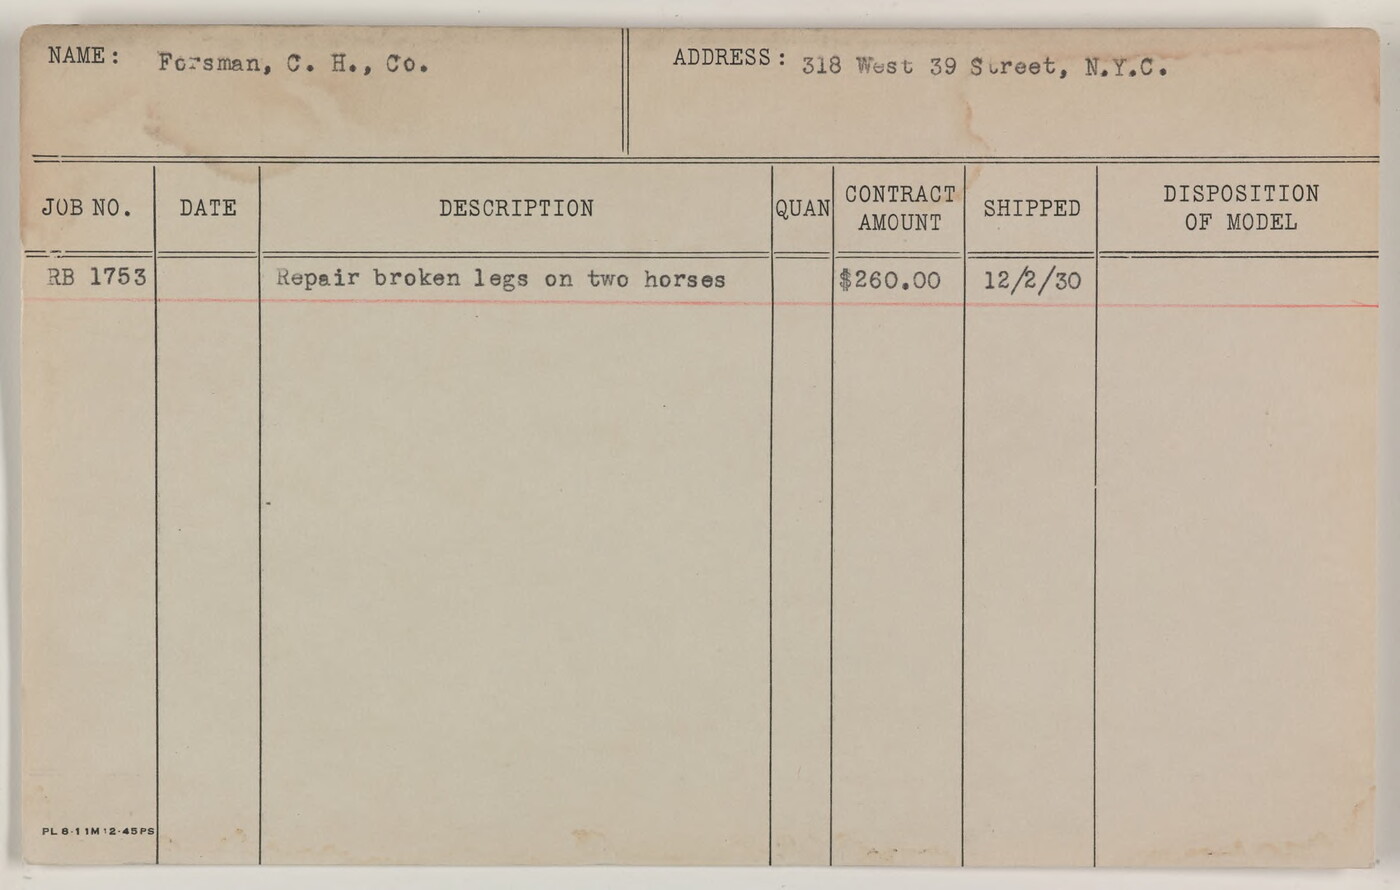 NAME: Forsman, C. H., Co. ADDRESS: 318 West 39 Street, N.Y.C.
JOB NO. DATE DESCRIPTION QUAN CONTRACT AMOUNT SHIPPED DISPOSITION OF MODEL
RB 1753 Repair broken legs on two horses $260.00 12/2/30
PL 8-1 1M 12-45 PS